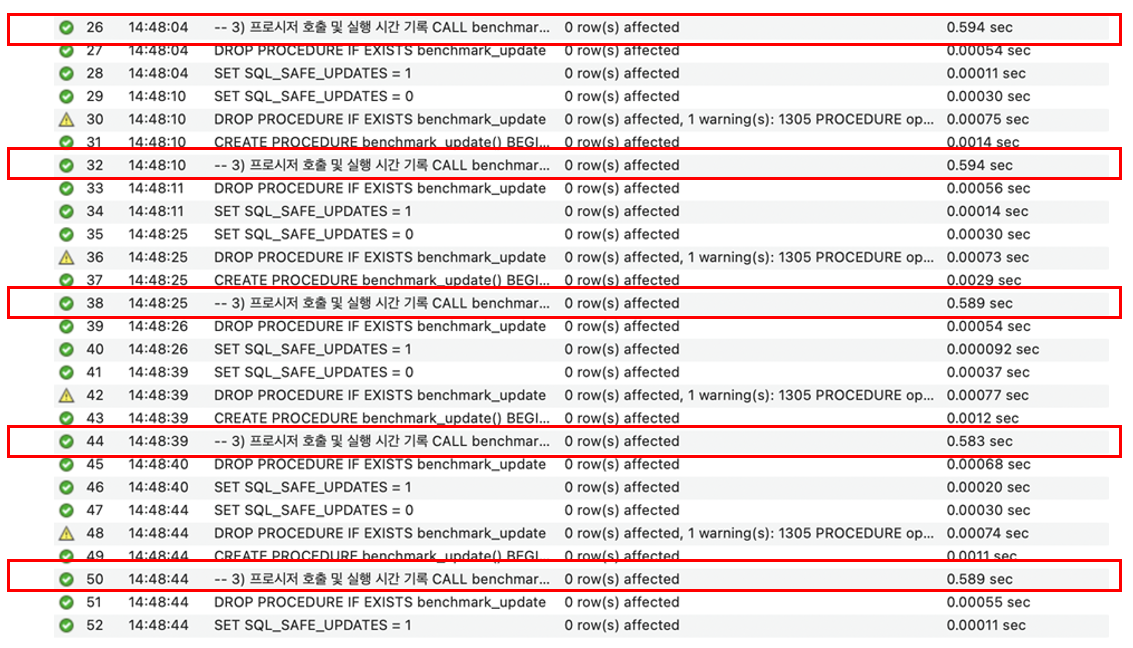 26 14:48:04 -- 3) 프로시저 호출 및 실행 시간 기록 CALL benchmar... 0 row(s) affected 0.594 sec
27 14:48:04 DROP PROCEDURE IF EXISTS benchmark_update 0 row(s) affected 0.00054 sec
28 14:48:04 SET SQL_SAFE_UPDATES = 1 0 row(s) affected 0.00011 sec
29 14:48:10 SET SQL_SAFE_UPDATES = 0 0 row(s) affected 0.00030 sec
30 14:48:10 DROP PROCEDURE IF EXISTS benchmark_update 0 row(s) affected, 1 warning(s): 1305 PROCEDURE op... 0.00075 sec
31 14:48:10 CREATE PROCEDURE benchmark_update() BEGI... 0 row(s) affected 0.0014 sec
32 14:48:10 -- 3) 프로시저 호출 및 실행 시간 기록 CALL benchmar... 0 row(s) affected 0.594 sec
33 14:48:11 DROP PROCEDURE IF EXISTS benchmark_update 0 row(s) affected 0.00056 sec
34 14:48:11 SET SQL_SAFE_UPDATES = 1 0 row(s) affected 0.00014 sec
35 14:48:25 SET SQL_SAFE_UPDATES = 0 0 row(s) affected 0.00030 sec
36 14:48:25 DROP PROCEDURE IF EXISTS benchmark_update 0 row(s) affected, 1 warning(s): 1305 PROCEDURE op... 0.00073 sec
37 14:48:25 CREATE PROCEDURE benchmark_update() BEGI... 0 row(s) affected 0.0029 sec
38 14:48:25 -- 3) 프로시저 호출 및 실행 시간 기록 CALL benchmar... 0 row(s) affected 0.589 sec
39 14:48:26 DROP PROCEDURE IF EXISTS benchmark_update 0 row(s) affected 0.00054 sec
40 14:48:26 SET SQL_SAFE_UPDATES = 1 0 row(s) affected 0.000092 sec
41 14:48:39 SET SQL_SAFE_UPDATES = 0 0 row(s) affected 0.00037 sec
42 14:48:39 DROP PROCEDURE IF EXISTS benchmark_update 0 row(s) affected, 1 warning(s): 1305 PROCEDURE op... 0.00077 sec
43 14:48:39 CREATE PROCEDURE benchmark_update() BEGI... 0 row(s) affected 0.0012 sec
44 14:48:39 -- 3) 프로시저 호출 및 실행 시간 기록 CALL benchmar... 0 row(s) affected 0.583 sec
45 14:48:40 DROP PROCEDURE IF EXISTS benchmark_update 0 row(s) affected 0.00068 sec
46 14:48:40 SET SQL_SAFE_UPDATES = 1 0 row(s) affected 0.00020 sec
47 14:48:44 SET SQL_SAFE_UPDATES = 0 0 row(s) affected 0.00030 sec
48 14:48:44 DROP PROCEDURE IF EXISTS benchmark_update 0 row(s) affected, 1 warning(s): 1305 PROCEDURE op... 0.00074 sec
49 14:48:44 CREATE PROCEDURE benchmark_update() BEGI... 0 row(s) affected 0.0011 sec
50 14:48:44 -- 3) 프로시저 호출 및 실행 시간 기록 CALL benchmar... 0 row(s) affected 0.589 sec
51 14:48:44 DROP PROCEDURE IF EXISTS benchmark_update 0 row(s) affected 0.00055 sec
52 14:48:44 SET SQL_SAFE_UPDATES = 1 0 row(s) affected 0.00011 sec